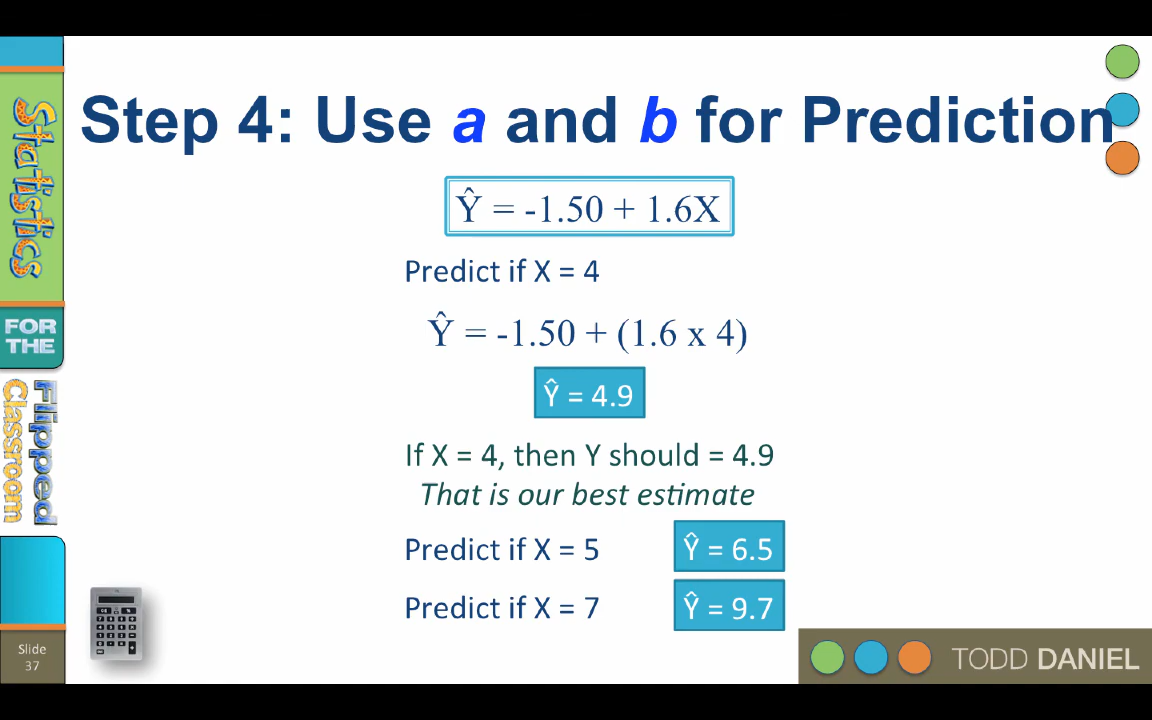 Step 4: Use a and b for Prediction
Ŷ = -1.50 + 1.6X
Predict if X = 4
Ŷ = -1.50 + (1.6 x 4)
Ŷ = 4.9
If X = 4, then Y should = 4.9
That is our best estimate
Predict if X = 5
Ŷ = 6.5
Predict if X = 7
Ŷ = 9.7
Statistics
FOR
THE
Flipped
Classroom
Slide
37
TODD DANIEL